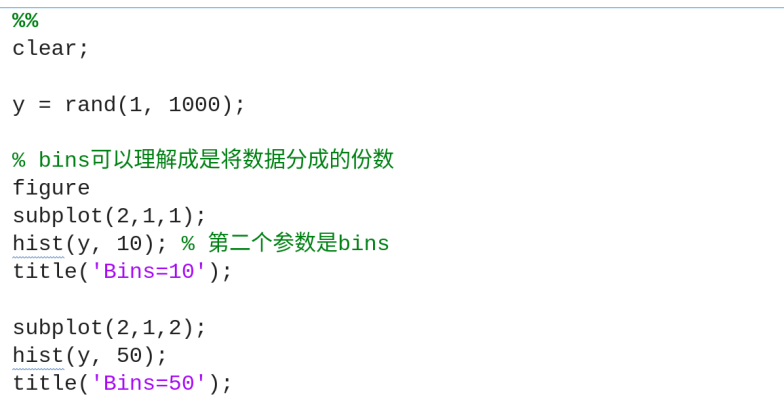 %%
clear;
y = rand(1, 1000);
% bins可以理解成是将数据分成的份数
figure
subplot(2,1,1);
hist(y, 10); % 第二个参数是bins
title('Bins=10');
subplot(2,1,2);
hist(y, 50);
title('Bins=50');